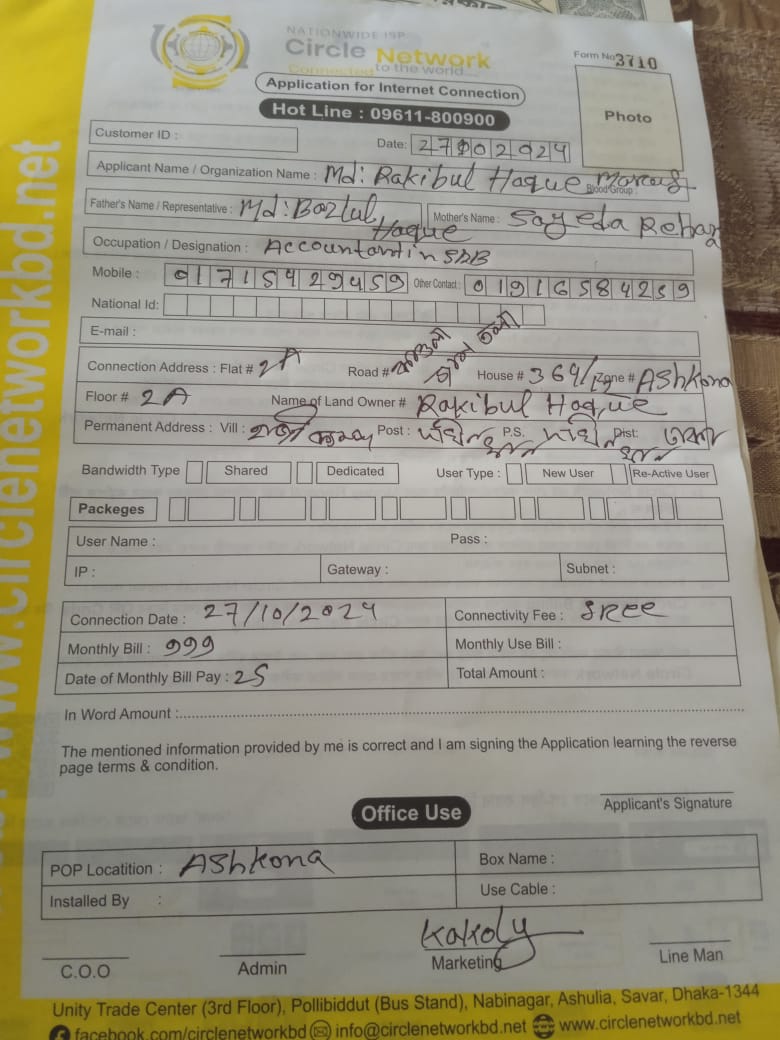 NATIONWIDE ISP
Circle Network
Connected to the world....
Form No 3710
Application for Internet Connection
Hot Line : 09611-800900
Photo
Customer ID :
Date: 27 02024
Applicant Name / Organization Name : Md: Rakibul Haque Blood Group :
Father's Name / Representative : Md: Bozlul Haque Mother's Name : Sayeda Rehana
Occupation / Designation : Accountant in SDB
Mobile : 01715429459 Other Contact : 01916584259
National Id:
E-mail :
Connection Address : Flat # 2A Road # House # 369/ Zone # Ashkona
Floor # 2A Name of Land Owner # Rakibul Haque
Permanent Address : Vill : Post : P.S. Dist: ঢাকা
Bandwidth Type Shared Dedicated User Type : New User Re-Active User
Packeges
User Name : Pass :
IP : Gateway : Subnet :
Connection Date : 27/10/2024 Connectivity Fee : SREE
Monthly Bill : 999 Monthly Use Bill :
Date of Monthly Bill Pay : 25 Total Amount :
In Word Amount :
The mentioned information provided by me is correct and I am signing the Application learning the reverse
page terms & condition.
Applicant's Signature
Office Use
POP Locatition : Ashkona Box Name :
Installed By : Use Cable :
Kakoly
C.O.O Admin Marketing Line Man
Unity Trade Center (3rd Floor), Pollibiddut (Bus Stand), Nabinagar, Ashulia, Savar, Dhaka-1344
facebook.com/circlenetworkbd info@circlenetworkbd.net www.circlenetworkbd.net
www.circlenetworkbd.net